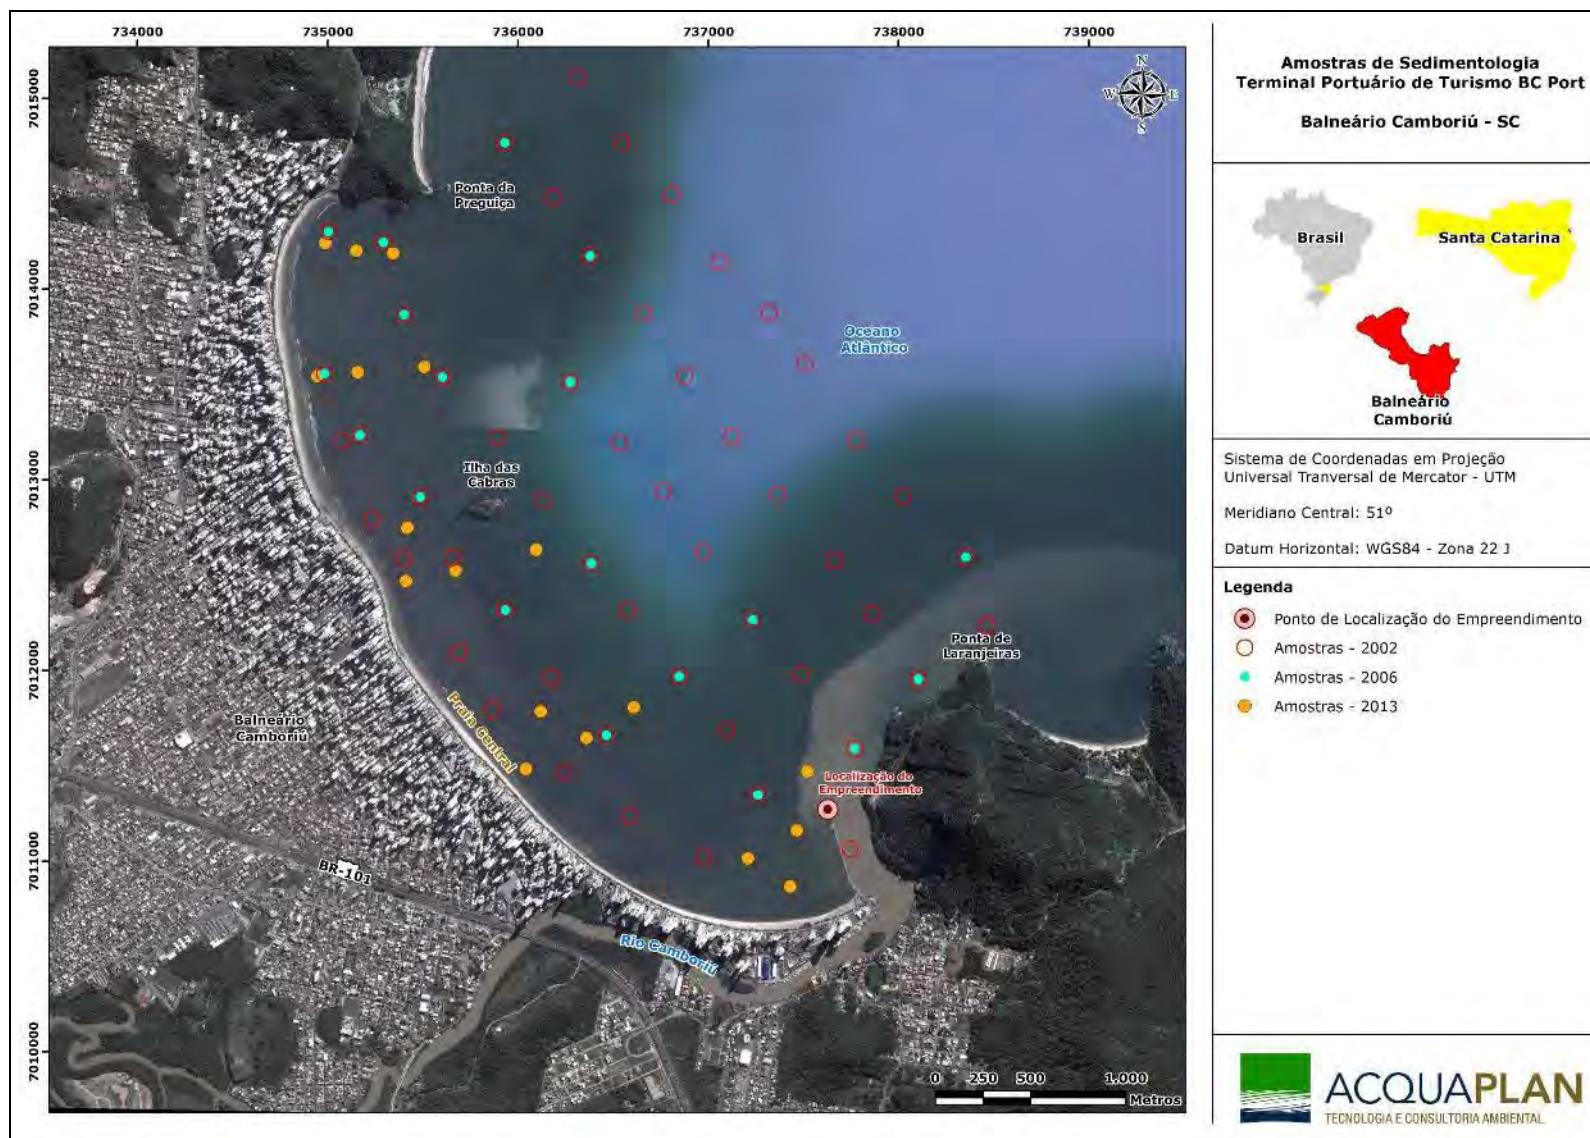 734000
735000
736000
737000
738000
739000
7015000
7014000
7013000
7012000
7011000
7010000
N
W
E
S
Ponta da
Preguiça
Oceano
Atlântico
Ilha das
Cabras
Ponta de
Laranjeiras
Balneário
Camboriú
Praia Central
Localização do
Empreendimento
BR-101
Rio Camboriú
0 250 500 1.000
Metros
Amostras de Sedimentologia
Terminal Portuário de Turismo BC Port
Balneário Camboriú - SC
Brasil
Santa Catarina
Balneário
Camboriú
Sistema de Coordenadas em Projeção
Universal Tranversal de Mercator - UTM
Meridiano Central: 51º
Datum Horizontal: WGS84 - Zona 22 J
Legenda
Ponto de Localização do Empreendimento
Amostras - 2002
Amostras - 2006
Amostras - 2013
ACQUAPLAN
TECNOLOGIA E CONSULTORIA AMBIENTAL